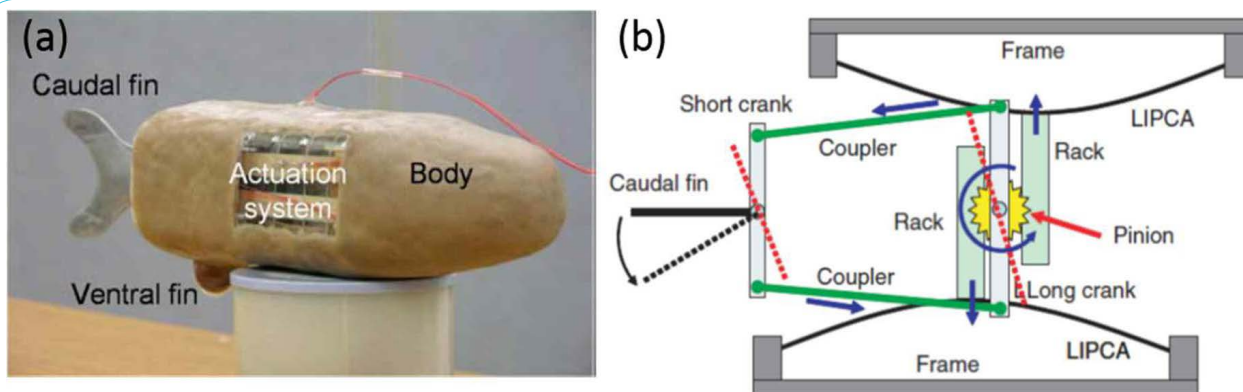 (a)
Caudal fin
Actuation
system
Body
Ventral fin
(b)
Frame
Short crank
LIPCA
Coupler
Rack
Caudal fin
Rack
Pinion
Coupler
Long crank
LIPCA
Frame